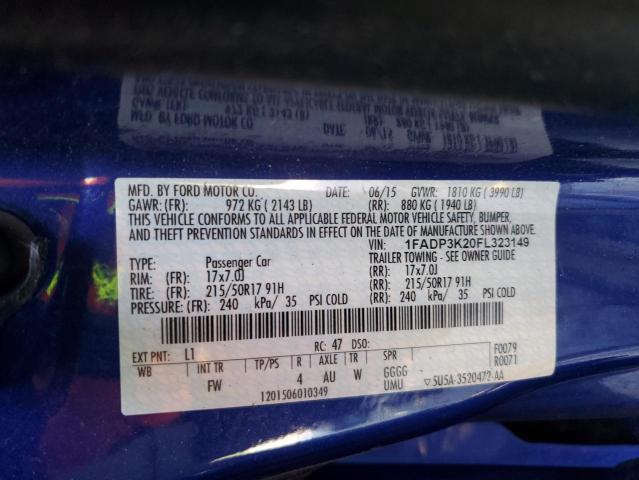 MFD. BY FORD MOTOR CO. DATE: 06/15 GVWR: 1810 KG ( 3990 LB)
GAWR: (FR) 972 KG ( 2143 LB) (RR): 880 KG ( 1940 LB)
THIS VEHICLE CONFORMS TO ALL APPLICABLE FEDERAL MOTOR VEHICLE SAFETY, BUMPER,
AND THEFT PREVENTION STANDARDS IN EFFECT ON THE DATE OF MANUFACTURE SHOWN ABOVE.
VIN: 1FADP3K20FL323149
TYPE: Passenger Car TRAILER TOWING - SEE OWNER GUIDE
RIM: (FR) 17x7.0J (RR): 17x7.0J
TIRE: (FR) 215/50R17 91H (RR): 215/50R17 91H
PRESSURE: (FR) 240 kPa/ 35 PSI COLD (RR): 240 kPa/ 35 PSI COLD
EXT PNT: L1 RC: 47 DSO: F0079
WB INT TR TP/PS R AXLE TR SPR R0071
FW 4 AU W GGGG
UMU
1201506010349 ▽5U5A-3520472-AA